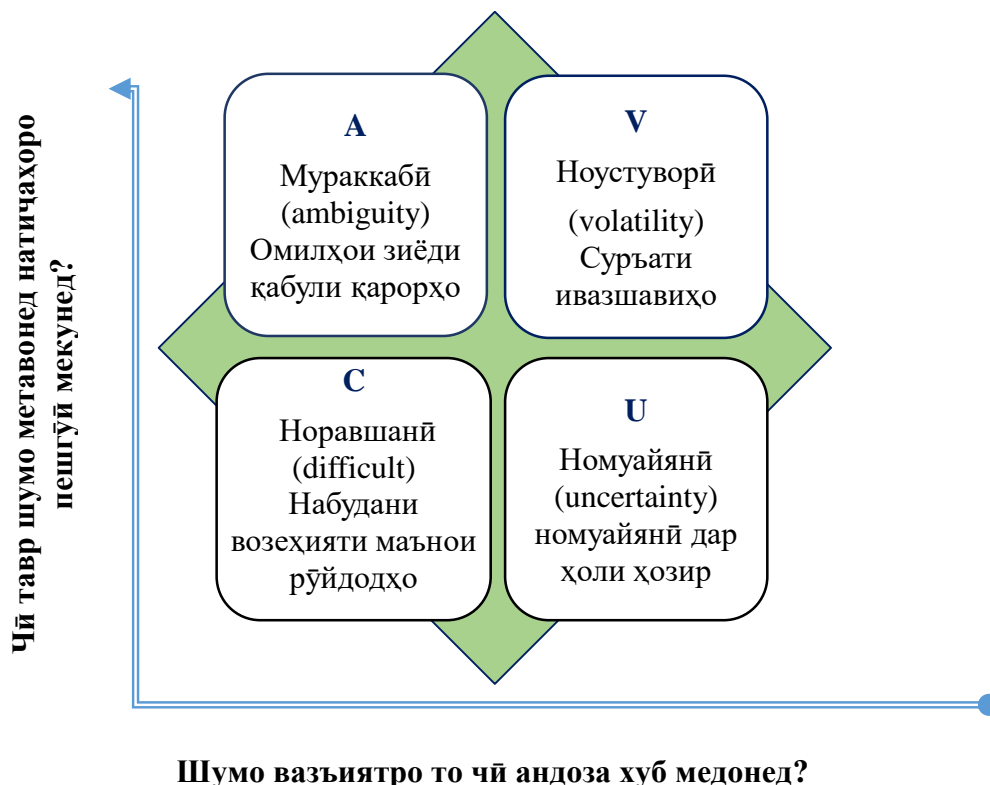 Чӣ тавр шумо метавонед натиҷаҳоро
пешгӯӣ мекунед?
A
Мураккабӣ
(ambiguity)
Омилҳои зиёди
қабули қарорҳо
V
Ноустуворӣ
(volatility)
Суръати
ивазшавиҳо
C
Норавшанӣ
(difficult)
Набудани
возеҳияти маънои
рӯйдодҳо
U
Номуайянӣ
(uncertainty)
номуайянӣ дар
ҳоли ҳозир
Шумо вазъиятро то чӣ андоза хуб медонед?